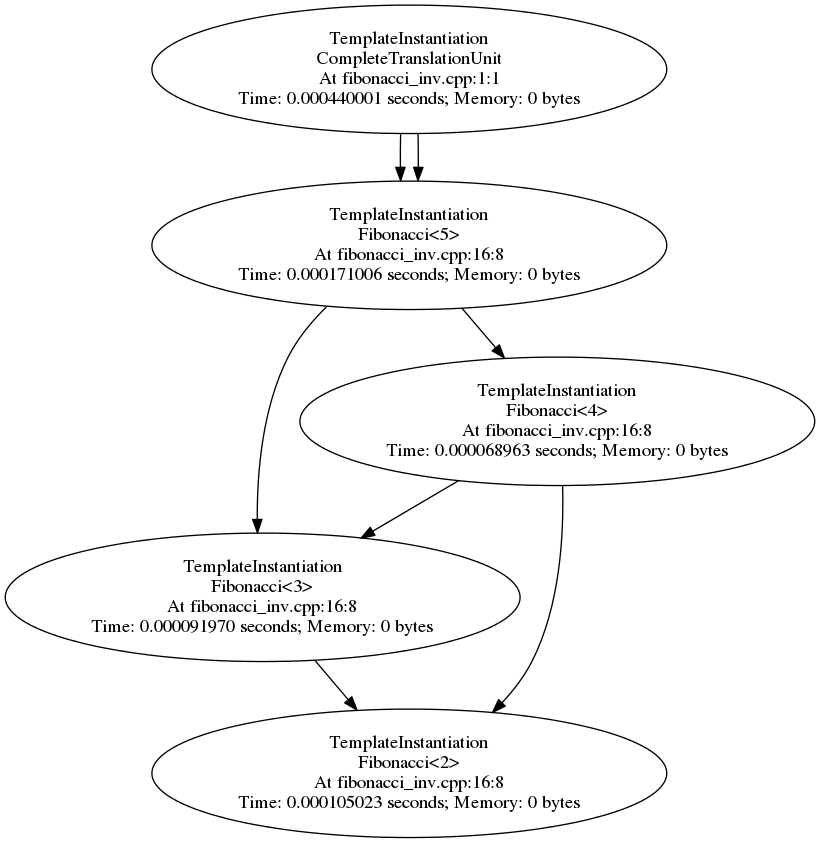 TemplateInstantiation
CompleteTranslationUnit
At fibonacci_inv.cpp:1:1
Time: 0.000440001 seconds; Memory: 0 bytes
TemplateInstantiation
Fibonacci<5>
At fibonacci_inv.cpp:16:8
Time: 0.000171006 seconds; Memory: 0 bytes
TemplateInstantiation
Fibonacci<4>
At fibonacci_inv.cpp:16:8
Time: 0.000068963 seconds; Memory: 0 bytes
TemplateInstantiation
Fibonacci<3>
At fibonacci_inv.cpp:16:8
Time: 0.000091970 seconds; Memory: 0 bytes
TemplateInstantiation
Fibonacci<2>
At fibonacci_inv.cpp:16:8
Time: 0.000105023 seconds; Memory: 0 bytes